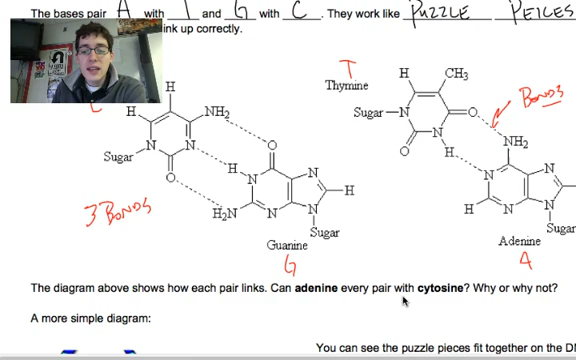 The bases pair A with T and G with C. They work like PUZZLE PEICES
ink up correctly.
T
Thymine
H CH₃
Bonds
H
H NH₂
Sugar N O
NH₂
O N
O
H
N H N
Sugar N
N H
N
O
H
H₂N N N
H N N
3 Bonds
Sugar
Sugar
Guanine
Adenine
G
A
The diagram above shows how each pair links. Can adenine every pair with cytosine? Why or why not?
A more simple diagram:
You can see the puzzle pieces fit together on the DN